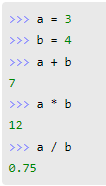 >>> a = 3
>>> b = 4
>>> a + b
7
>>> a * b
12
>>> a / b
0.75